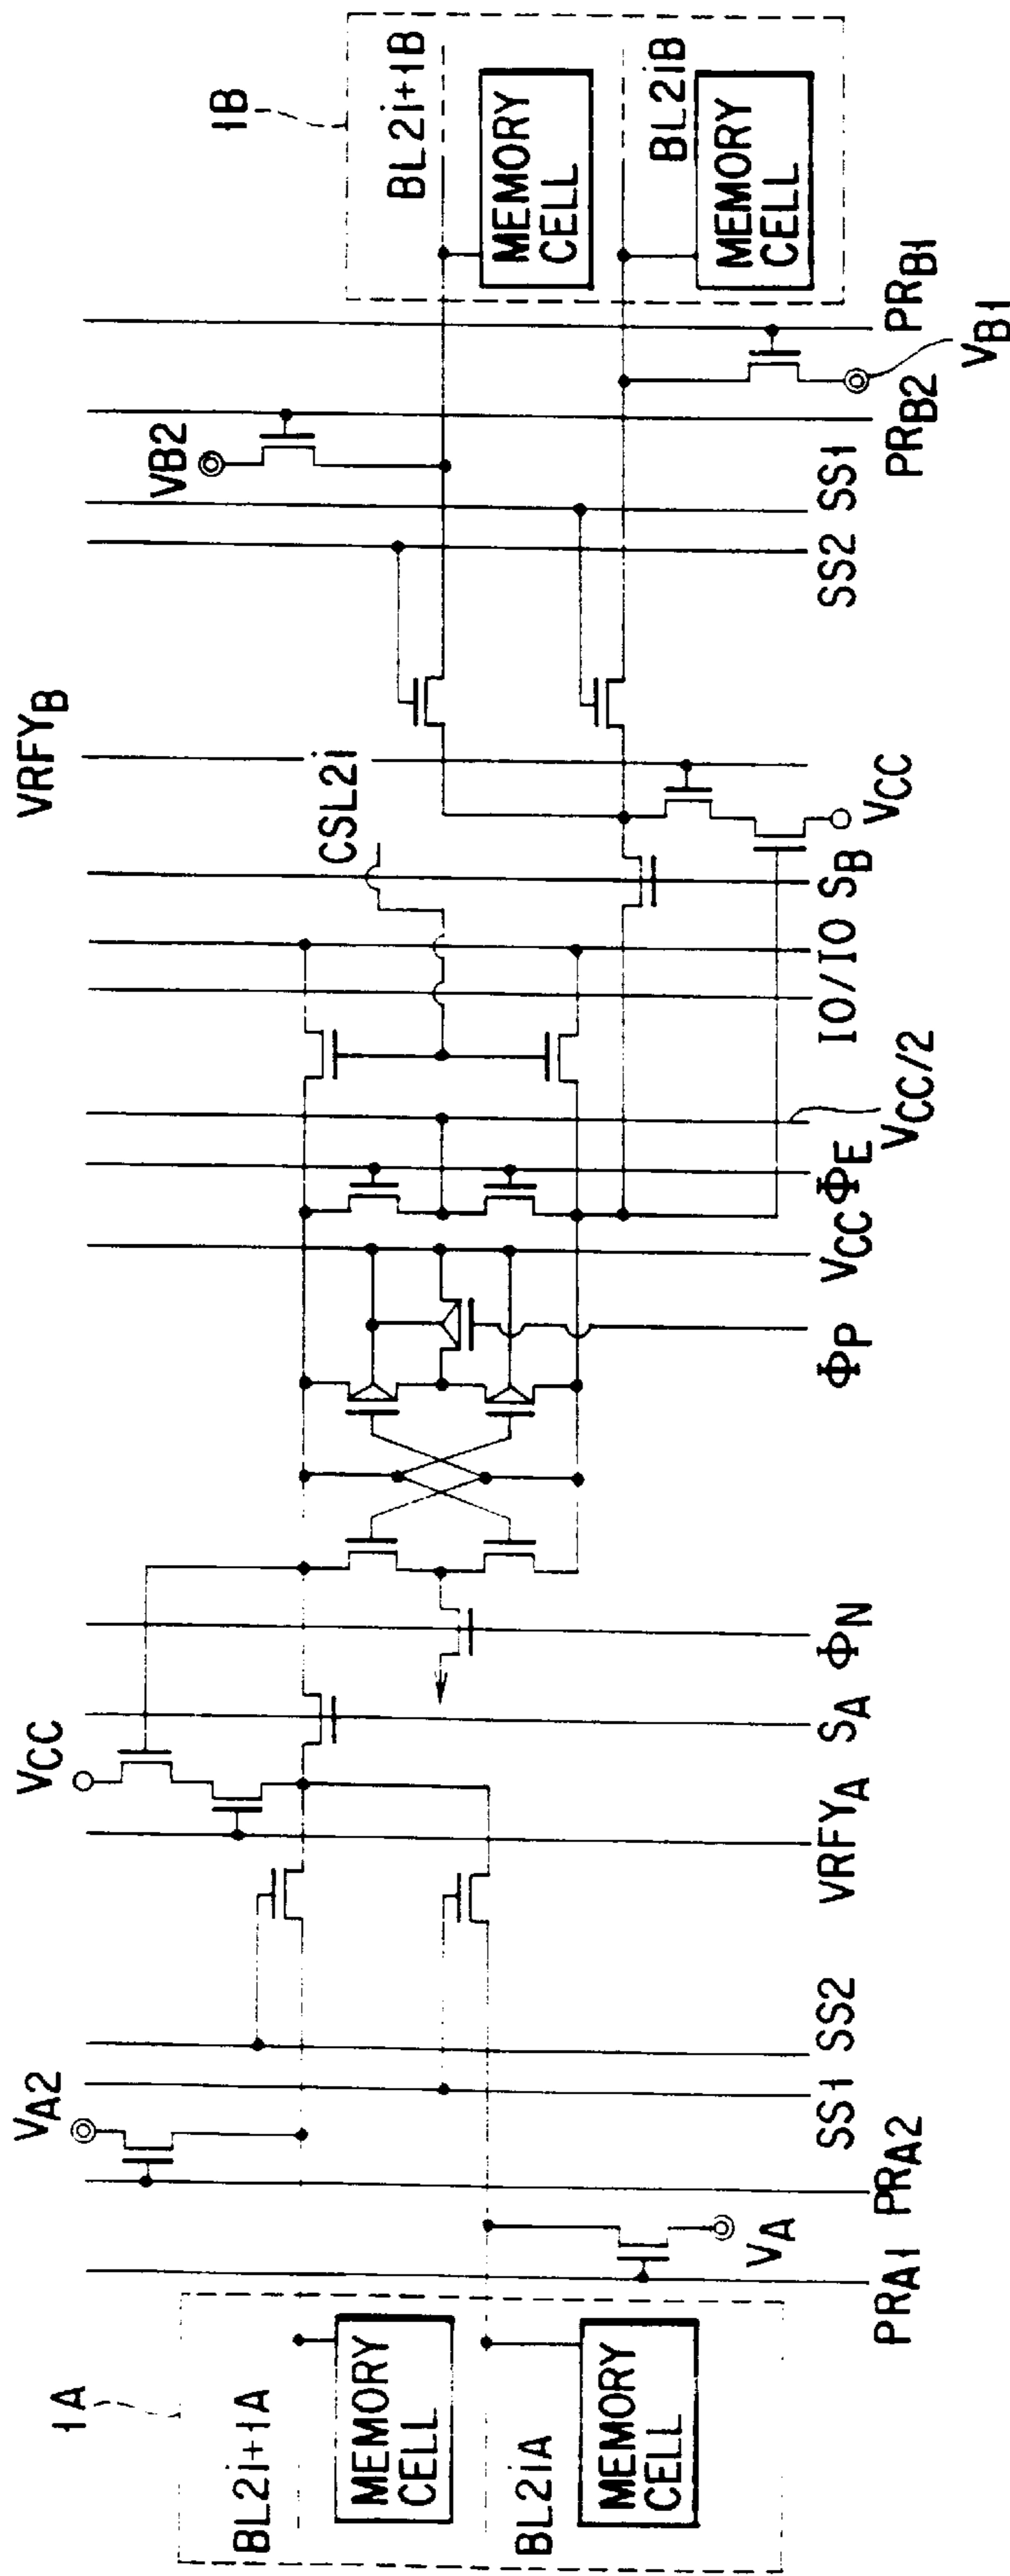 1A
BL2i+1A
MEMORY
CELL
BL2iA
MEMORY
CELL
PRA1
VA
PRA2
VA2
SS1
SS2
VRFYA
VCC
SA
ΦN
ΦP
VCC
ΦE
VCC/2
IO/IO
CSL2i
SB
VCC
VRFYB
SS2
SS1
VB2
PRB2
VB1
PRB1
1B
BL2i+1B
MEMORY
CELL
BL2iB
MEMORY
CELL